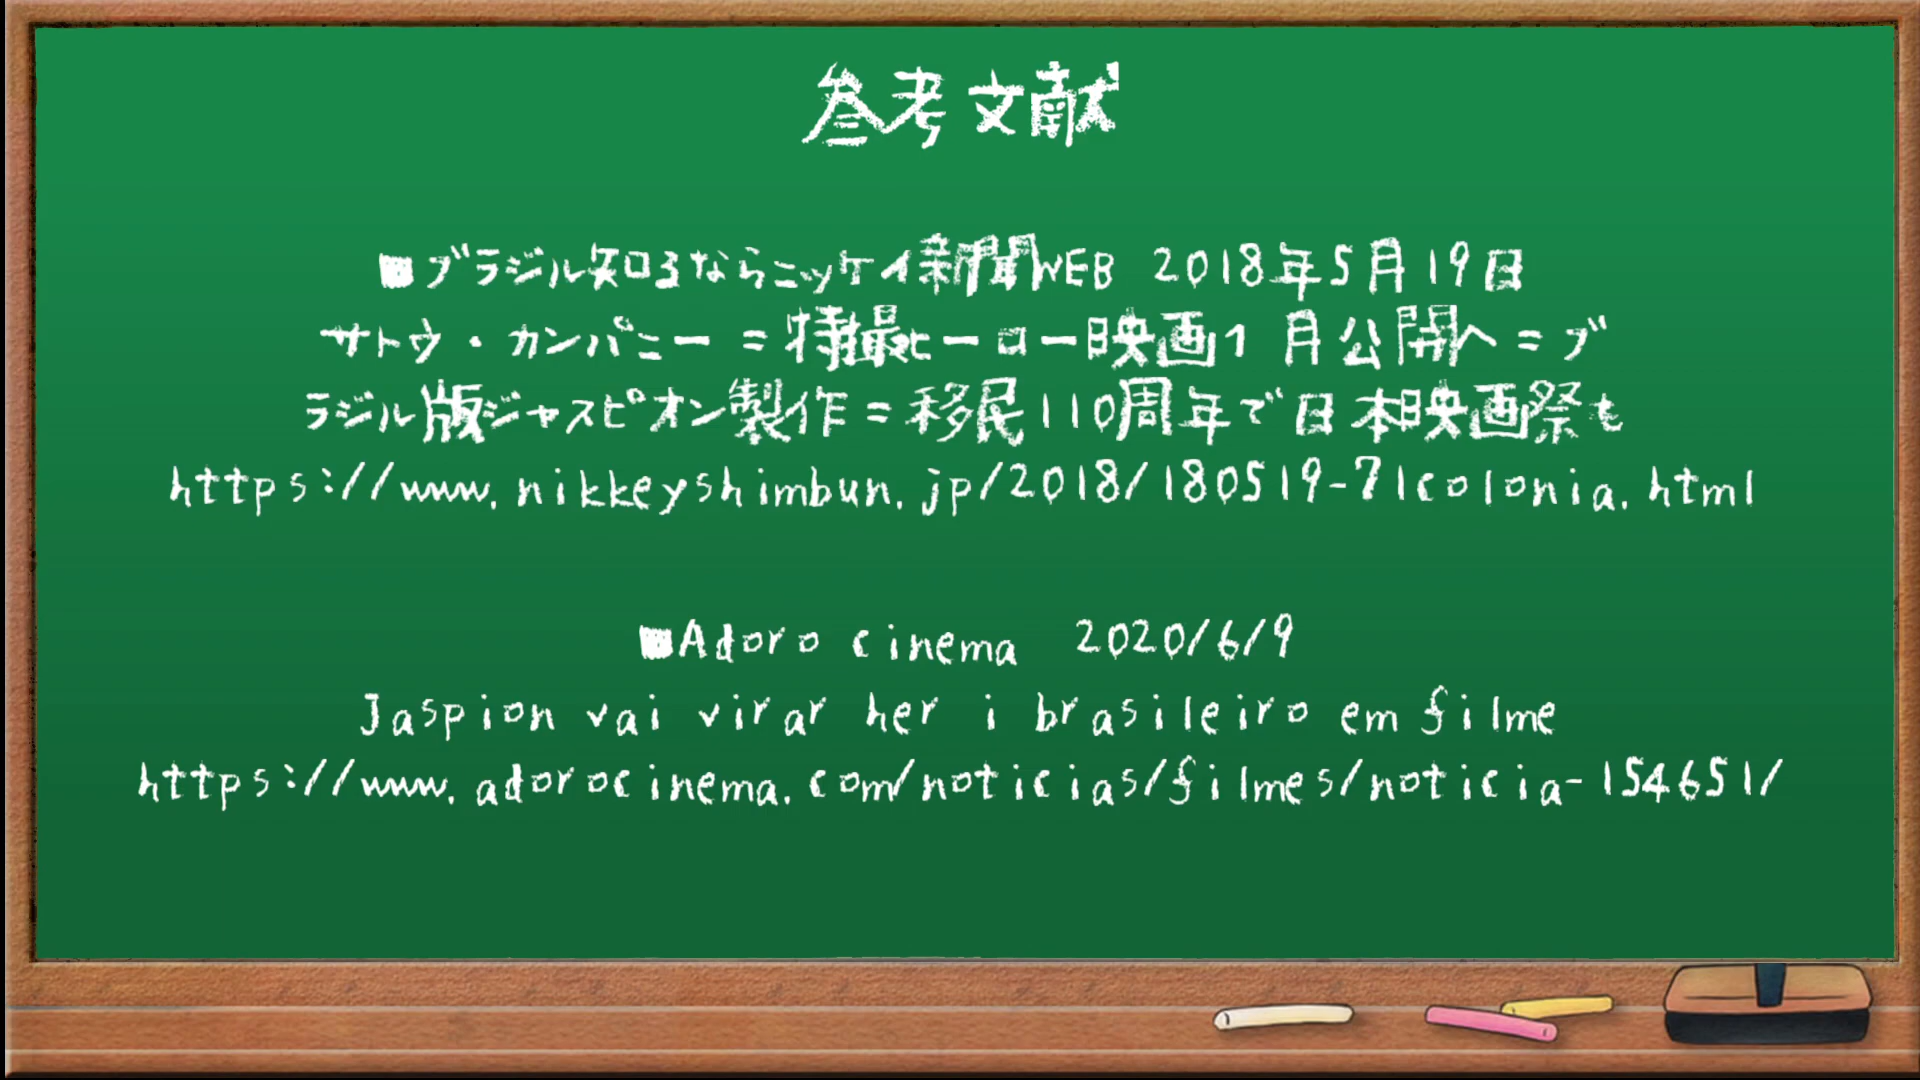 参考文献
■ブラジル知るならニッケイ新聞WEB 2018年5月19日
サトウ・カンパニー=特撮ヒーロー映画1月公開へ=ブ
ラジル版ジャスピオン製作=移民110周年で日本映画祭も
https://www.nikkeyshimbun.jp/2018/180519-71colonia.html
■Adoro cinema 2020/6/9
Jaspion vai virar her i brasileiro em filme
https://www.adorocinema.com/noticias/filmes/noticia-154651/